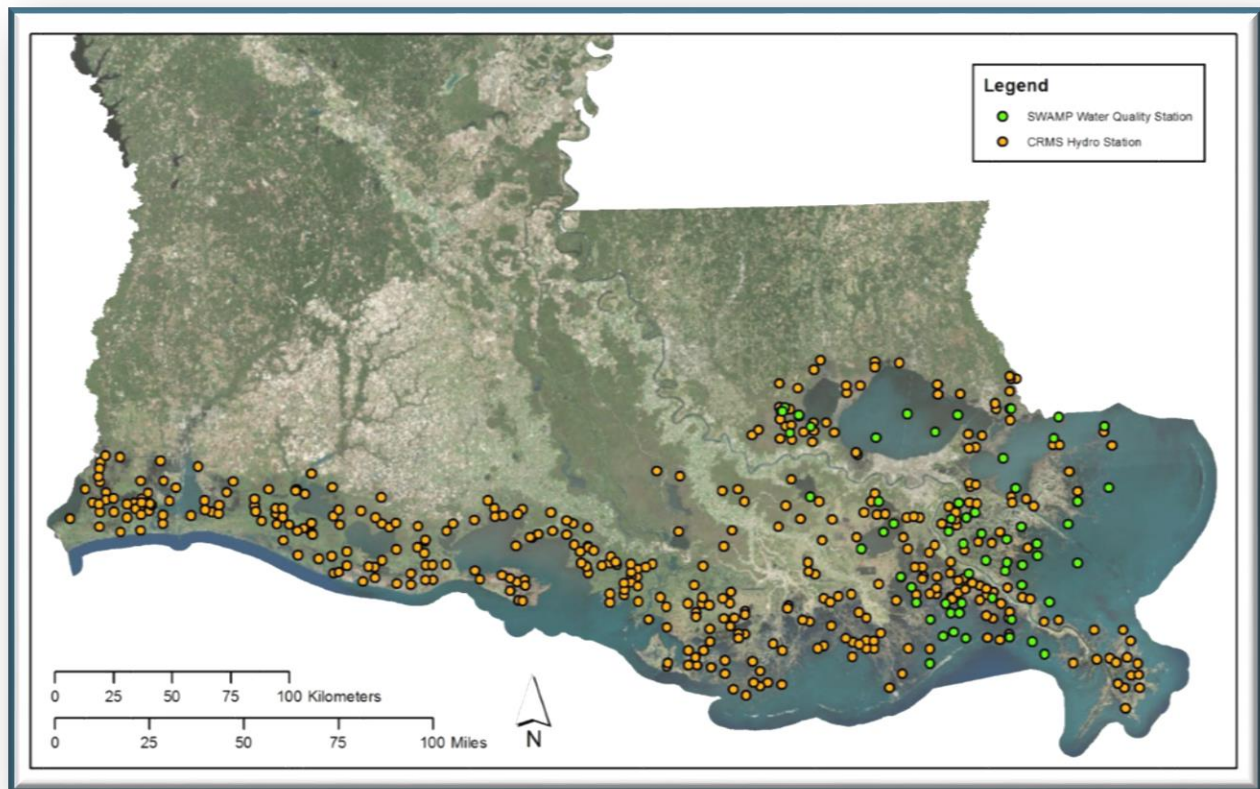 Legend
SWAMP Water Quality Station
CRMS Hydro Station
0 25 50 75 100 Kilometers
0 25 50 75 100 Miles
N